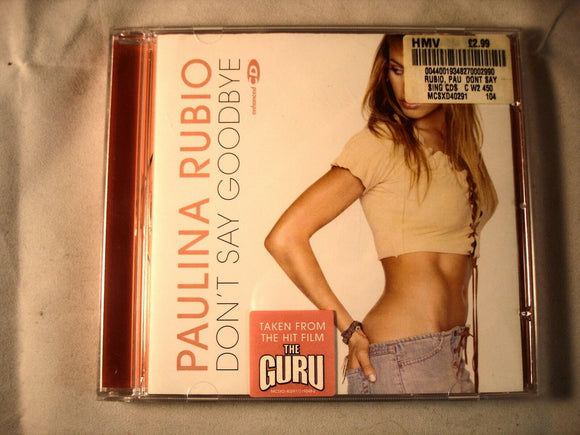 PAULINA RUBIO
DON'T SAY GOODBYE
enhanced CD
HMV £2.99
00440019348270002990
RUBIO, PAU DONT SAY
SING CDS C W2 450
MCSXD40291 104
TAKEN FROM
THE HIT FILM
THE
GURU